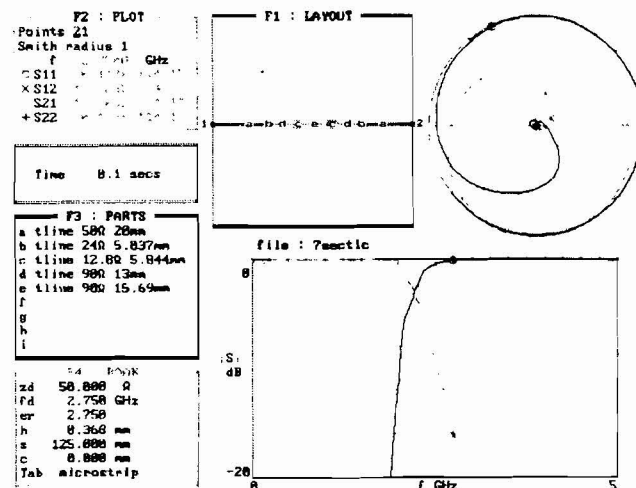 F2 : PLOT
Points 21
Smith radius 1
f GHz
S11
×S12
S21
+S22
Time 0.1 secs
F3 : PARTS
a tline 50Ω 20mm
b tline 24Ω 5.837mm
c tline 12.8Ω 5.844mm
d tline 90Ω 13mm
e tline 90Ω 15.69mm
f
g
h
i
zd 50.000 Ω
fd 2.750 GHz
er 2.750
h 0.360 mm
s 125.000 mm
c 0.000 mm
Tab microstrip
F1 : LAYOUT
1 a b d c e c d b a 2
file : 7sectic
0
|S|
dB
-20
0 f GHz 5